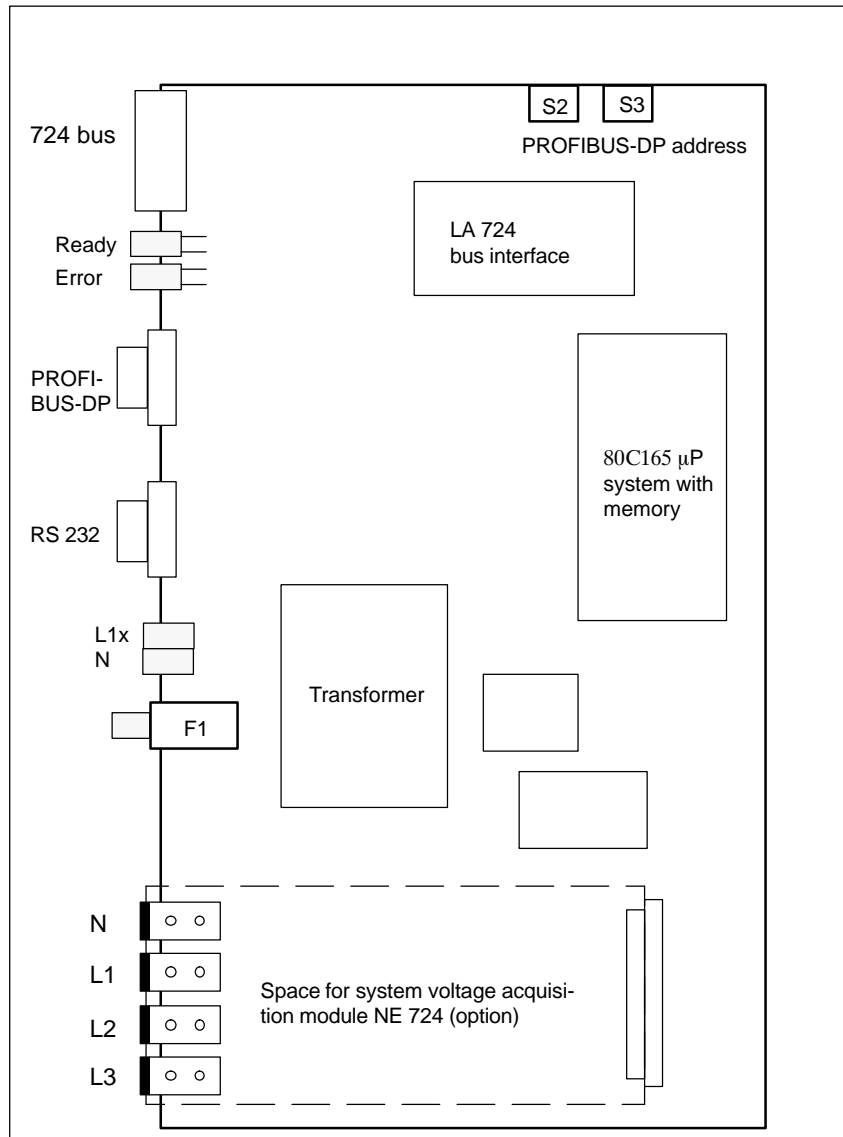 S2
S3
724 bus
PROFIBUS-DP address
LA 724
bus interface
Ready
Error
PROFI-
BUS-DP
80C165 µP
system with
memory
RS 232
L1x
N
Transformer
F1
N
L1
L2
L3
Space for system voltage acquisi-
tion module NE 724 (option)